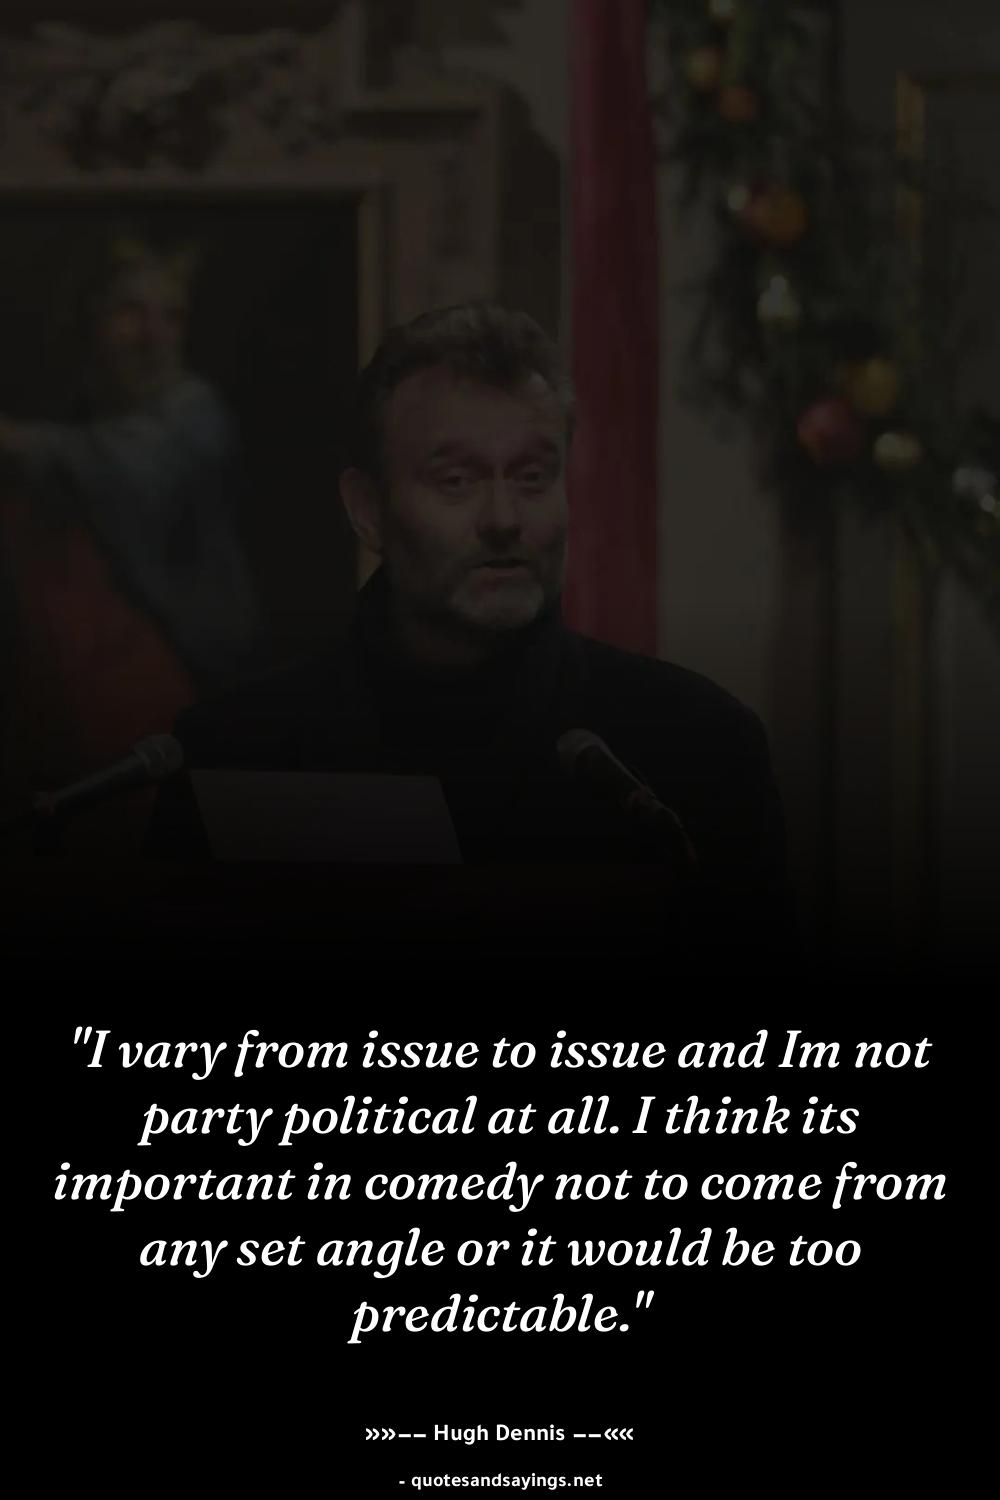 "I vary from issue to issue and Im not
party political at all. I think its
important in comedy not to come from
any set angle or it would be too
predictable."
»»–– Hugh Dennis ––««
- quotesandsayings.net